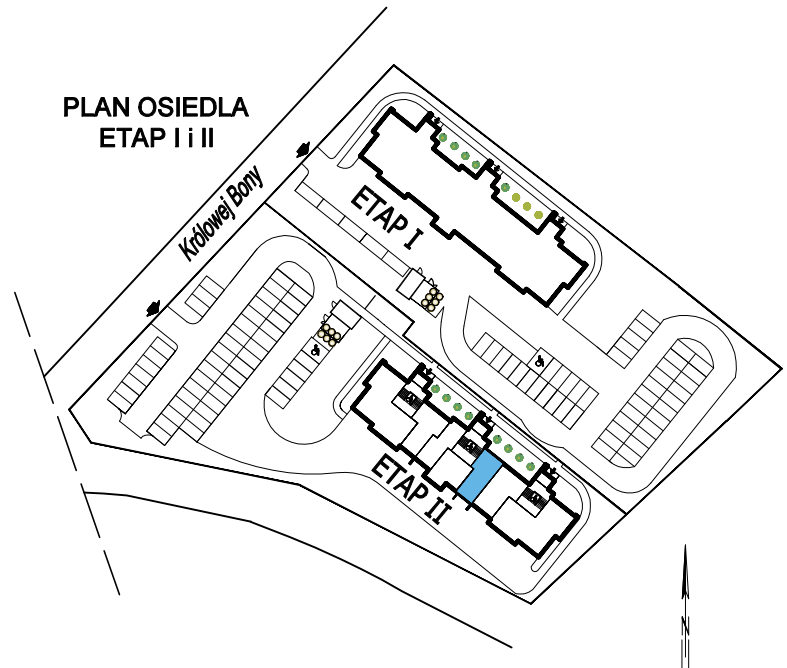 PLAN OSIEDLA
ETAP I i II
Królowej Bony
ETAP I
ETAP II
N